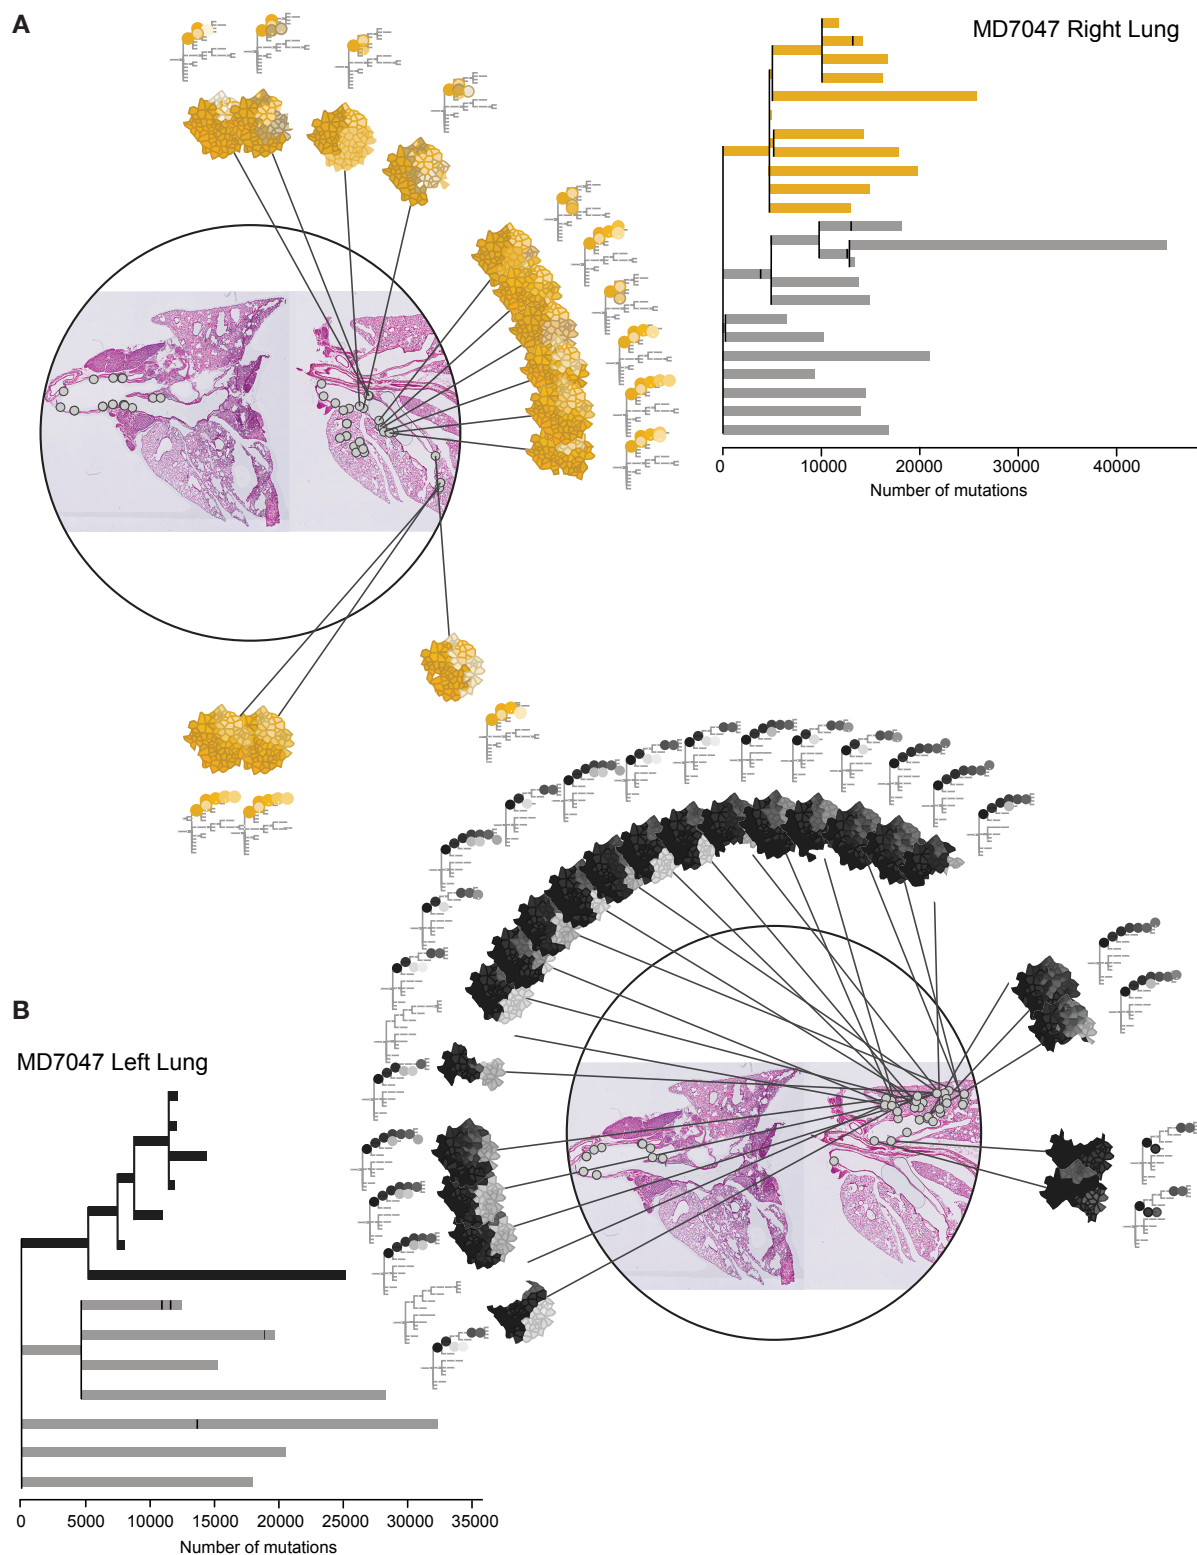 A
MD7047 Right Lung
0 10000 20000 30000 40000
Number of mutations
B
MD7047 Left Lung
0 5000 10000 15000 20000 25000 30000 35000
Number of mutations